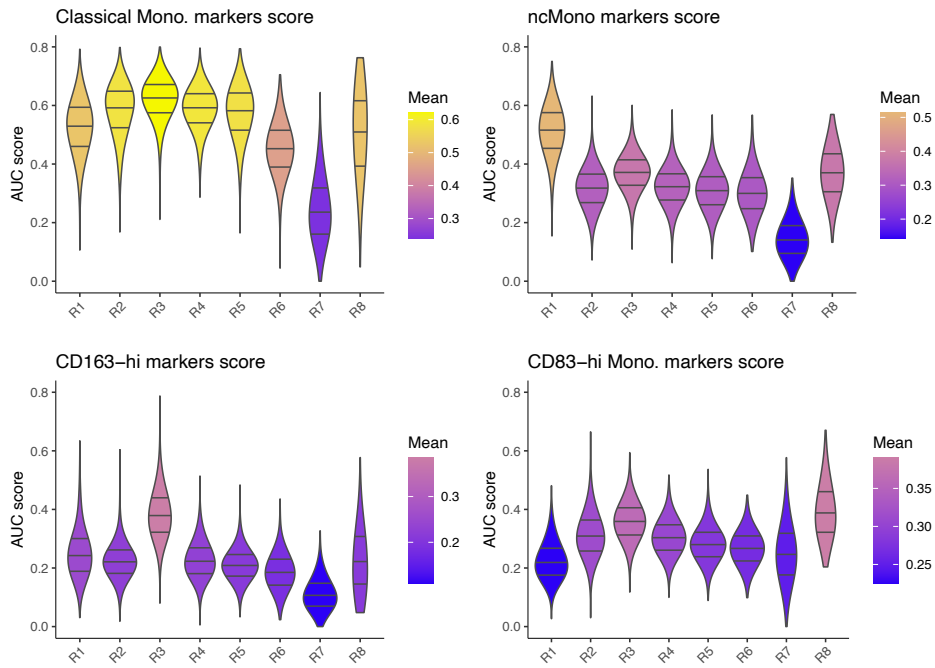 Classical Mono. markers score
AUC score
0.8
0.6
0.4
0.2
0.0
R1 R2 R3 R4 R5 R6 R7 R8
Mean
0.6
0.5
0.4
0.3
ncMono markers score
AUC score
0.8
0.6
0.4
0.2
0.0
R1 R2 R3 R4 R5 R6 R7 R8
Mean
0.5
0.4
0.3
0.2
CD163−hi markers score
AUC score
0.8
0.6
0.4
0.2
0.0
R1 R2 R3 R4 R5 R6 R7 R8
Mean
0.3
0.2
CD83−hi Mono. markers score
AUC score
0.8
0.6
0.4
0.2
0.0
R1 R2 R3 R4 R5 R6 R7 R8
Mean
0.35
0.30
0.25